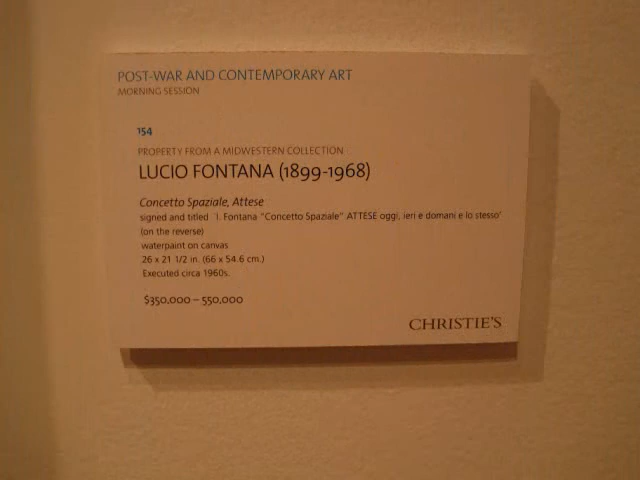 POST-WAR AND CONTEMPORARY ART
MORNING SESSION
154
PROPERTY FROM A MIDWESTERN COLLECTION
LUCIO FONTANA (1899-1968)
Concetto Spaziale, Attese
signed and titled 'l. Fontana "Concetto Spaziale" ATTESE oggi, ieri e domani e lo stesso'
(on the reverse)
waterpaint on canvas
26 x 21 1/2 in. (66 x 54.6 cm.)
Executed circa 1960s.
$350,000 – 550,000
CHRISTIE'S